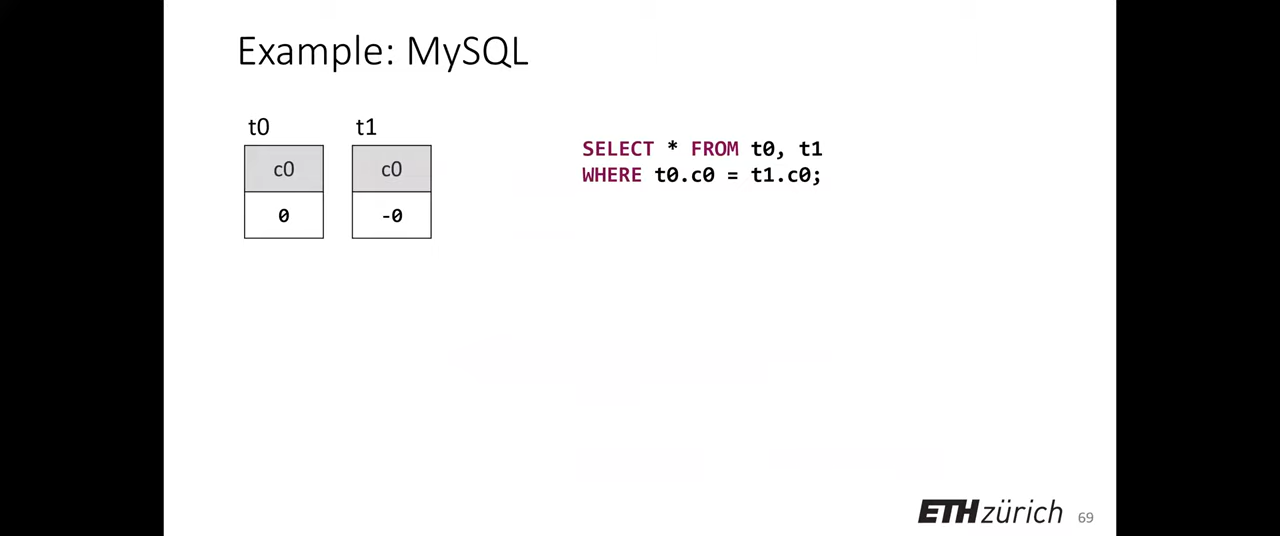 Example: MySQL
t0 t1
c0 c0
0 -0
SELECT * FROM t0, t1
WHERE t0.c0 = t1.c0;
ETH zürich 69